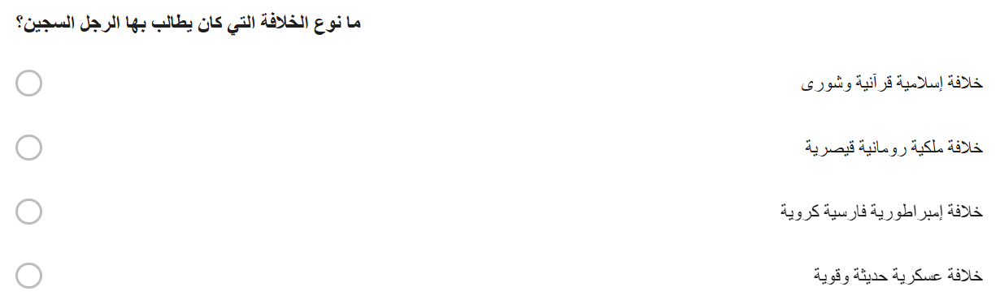 ما نوع الخلافة التي كان يطالب بها الرجل السجين؟
خلافة إسلامية قرآنية وشورى
خلافة ملكية رومانية قيصرية
خلافة إمبراطورية فارسية كروية
خلافة عسكرية حديثة وقوية